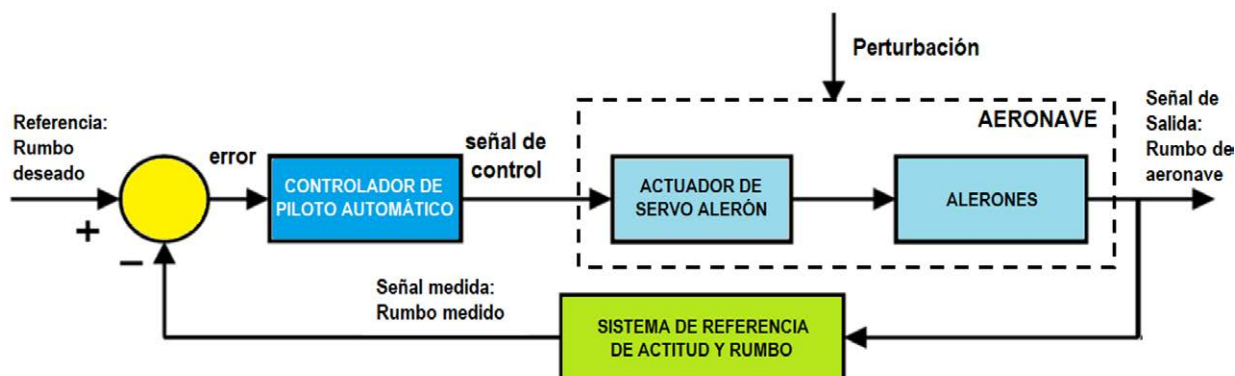 Perturbación
AERONAVE
Señal de
Salida:
Rumbo de
aeronave
Referencia:
Rumbo
deseado
+
−
error
CONTROLADOR DE
PILOTO AUTOMÁTICO
señal de
control
ACTUADOR DE
SERVO ALERÓN
ALERONES
Señal medida:
Rumbo medido
SISTEMA DE REFERENCIA
DE ACTITUD Y RUMBO